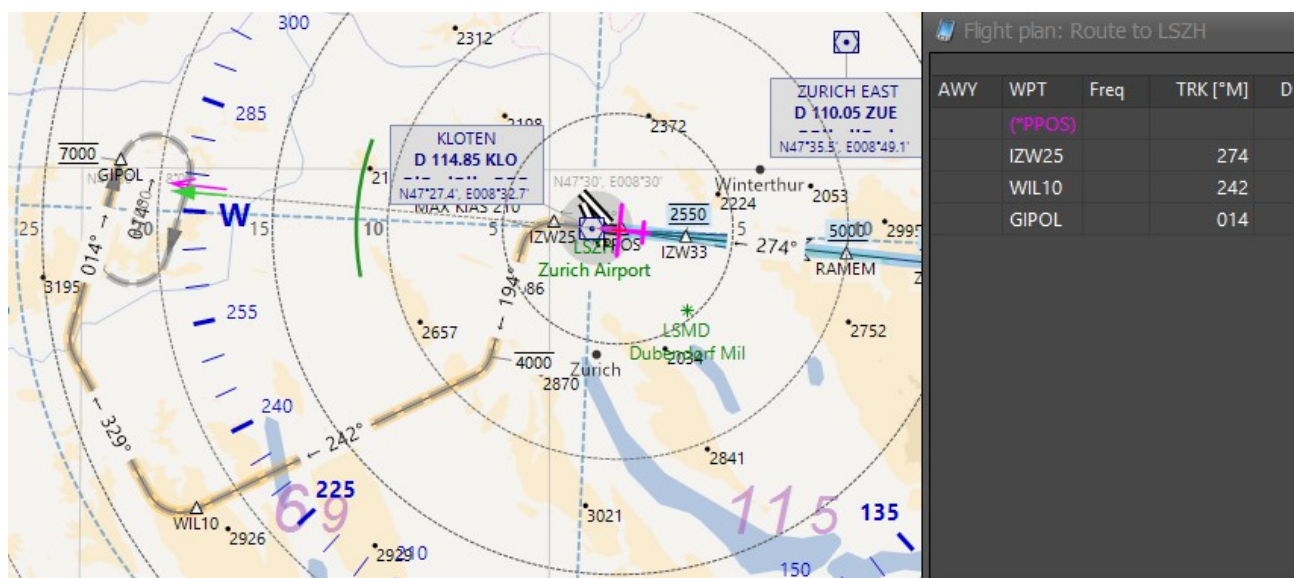 300
2312
285
7000
GIPOL
014°
W
25
15
10
5
5
10
KLOTEN
D 114.85 KLO
N47°27.4', E008°32.7'
MAX KIAS 210
2198
2372
ZURICH EAST
D 110.05 ZUE
N47°35.5', E008°49.1'
N47°30', E008°30'
Winterthur
2053
2224
2550
5000
2995
IZW25
PPOS
IZW33
← 274°
RAMEM
LSZH
Zurich Airport
← 014° →
3195
255
← 194°
86
2657
LSMD
Dubendorf Mil
2034
2752
4000
2870
Zurich
240
← 329°
← 242°
2841
WIL10
2926
225
69
2929
210
3021
115
135
150
Flight plan: Route to LSZH
AWY WPT Freq TRK [°M] D
(*PPOS)
IZW25 274
WIL10 242
GIPOL 014